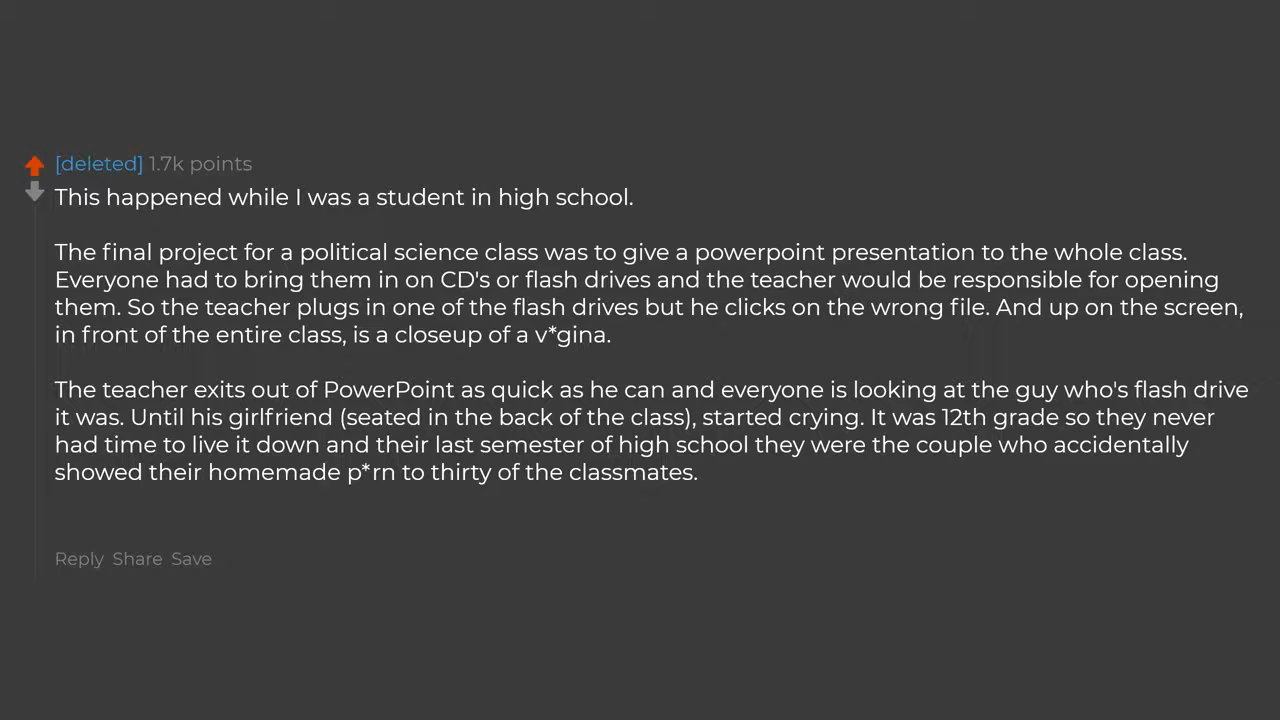 [deleted] 1.7k points
This happened while I was a student in high school.
The final project for a political science class was to give a powerpoint presentation to the whole class.
Everyone had to bring them in on CD's or flash drives and the teacher would be responsible for opening
them. So the teacher plugs in one of the flash drives but he clicks on the wrong file. And up on the screen,
in front of the entire class, is a closeup of a v*gina.
The teacher exits out of PowerPoint as quick as he can and everyone is looking at the guy who's flash drive
it was. Until his girlfriend (seated in the back of the class), started crying. It was 12th grade so they never
had time to live it down and their last semester of high school they were the couple who accidentally
showed their homemade p*rn to thirty of the classmates.
Reply Share Save